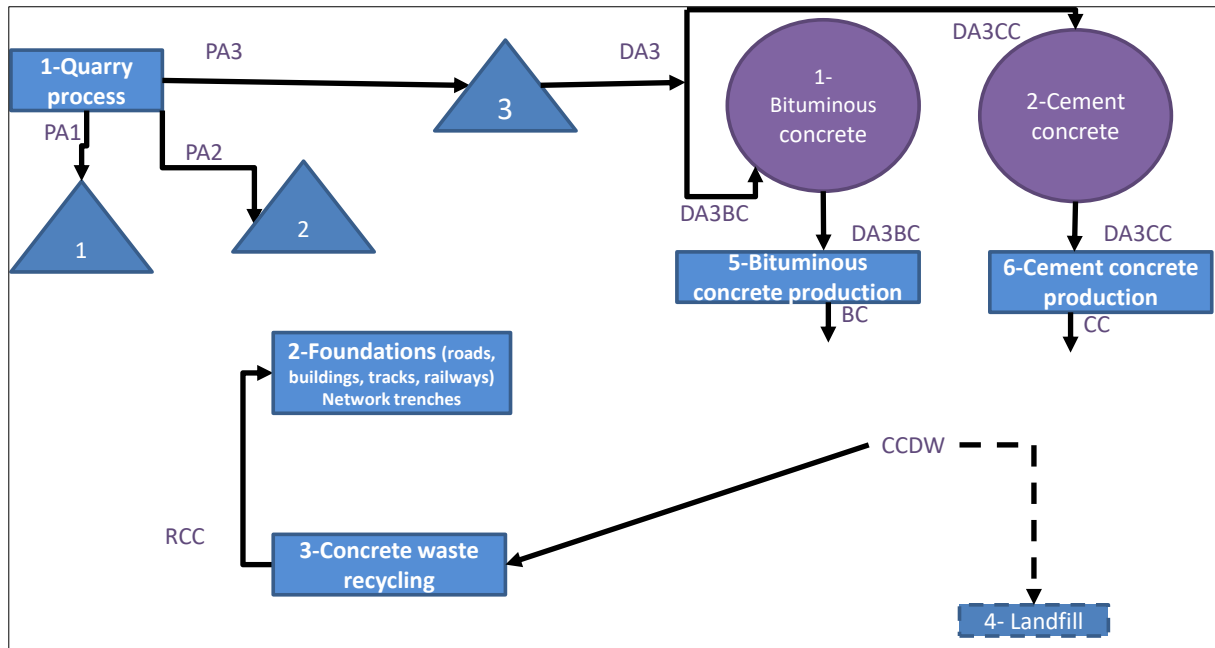 PA3
DA3
DA3CC
1-Quarry
process
1-
Bituminous
concrete
2-Cement
concrete
3
PA1
PA2
DA3BC
1
2
DA3BC
DA3CC
5-Bituminous
concrete production
6-Cement concrete
production
BC
CC
2-Foundations (roads,
buildings, tracks, railways)
Network trenches
CCDW
RCC
3-Concrete waste
recycling
4- Landfill